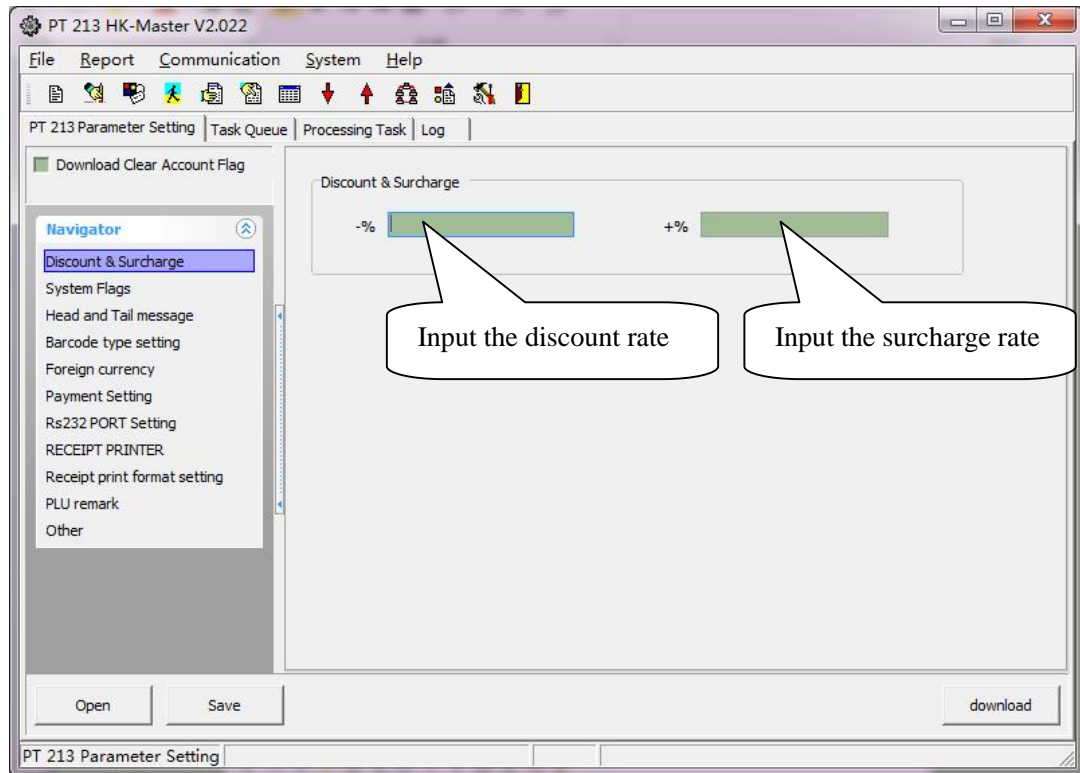 PT 213 HK-Master V2.022
File Report Communication System Help
PT 213 Parameter Setting Task Queue Processing Task Log
Download Clear Account Flag
Discount & Surcharge
-% +%
Navigator
Discount & Surcharge
System Flags
Head and Tail message
Barcode type setting
Foreign currency
Payment Setting
Rs232 PORT Setting
RECEIPT PRINTER
Receipt print format setting
PLU remark
Other
Input the discount rate
Input the surcharge rate
Open Save download
PT 213 Parameter Setting